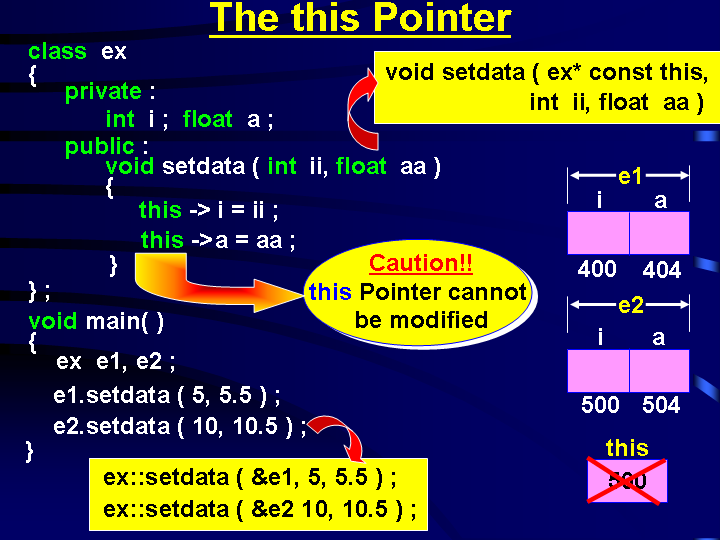 The this Pointer
class ex
{
private :
int i ; float a ;
public :
void setdata ( int ii, float aa )
{
this -> i = ii ;
this ->a = aa ;
}
} ;
void main( )
{
ex e1, e2 ;
e1.setdata ( 5, 5.5 ) ;
e2.setdata ( 10, 10.5 ) ;
}
void setdata ( ex* const this,
int ii, float aa )
Caution!!
this Pointer cannot
be modified
ex::setdata ( &e1, 5, 5.5 ) ;
ex::setdata ( &e2 10, 10.5 ) ;
e1
i a
400 404
e2
i a
500 504
this
500